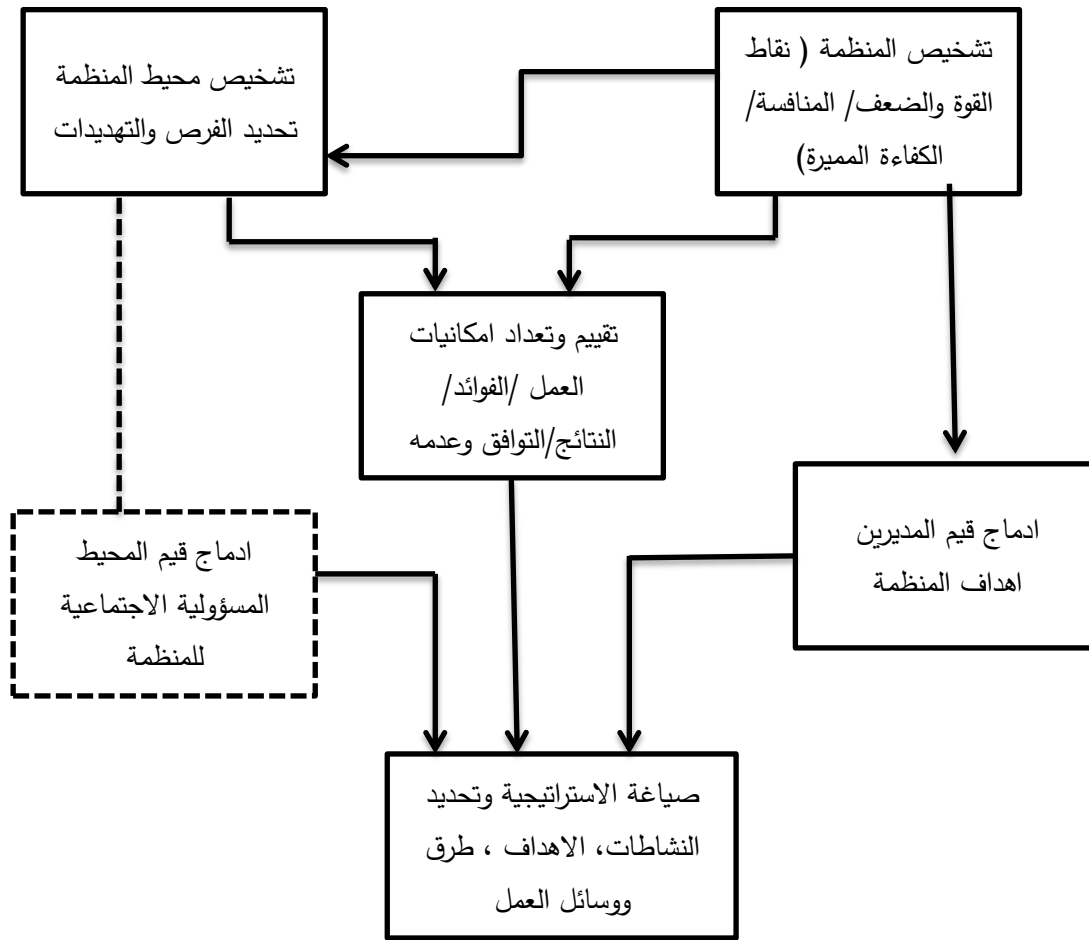 تشخيص المنظمة ( نقاط
القوة والضعف/ المنافسة/
الكفاءة المميرة)
تشخيص محيط المنظمة
تحديد الفرص والتهديدات
تقييم وتعداد امكانيات
العمل /الفوائد/
النتائج/التوافق وعدمه
ادماج قيم المديرين
اهداف المنظمة
ادماج قيم المحيط
المسؤولية الاجتماعية
للمنظمة
صياغة الاستراتيجية وتحديد
النشاطات، الاهداف ، طرق
ووسائل العمل